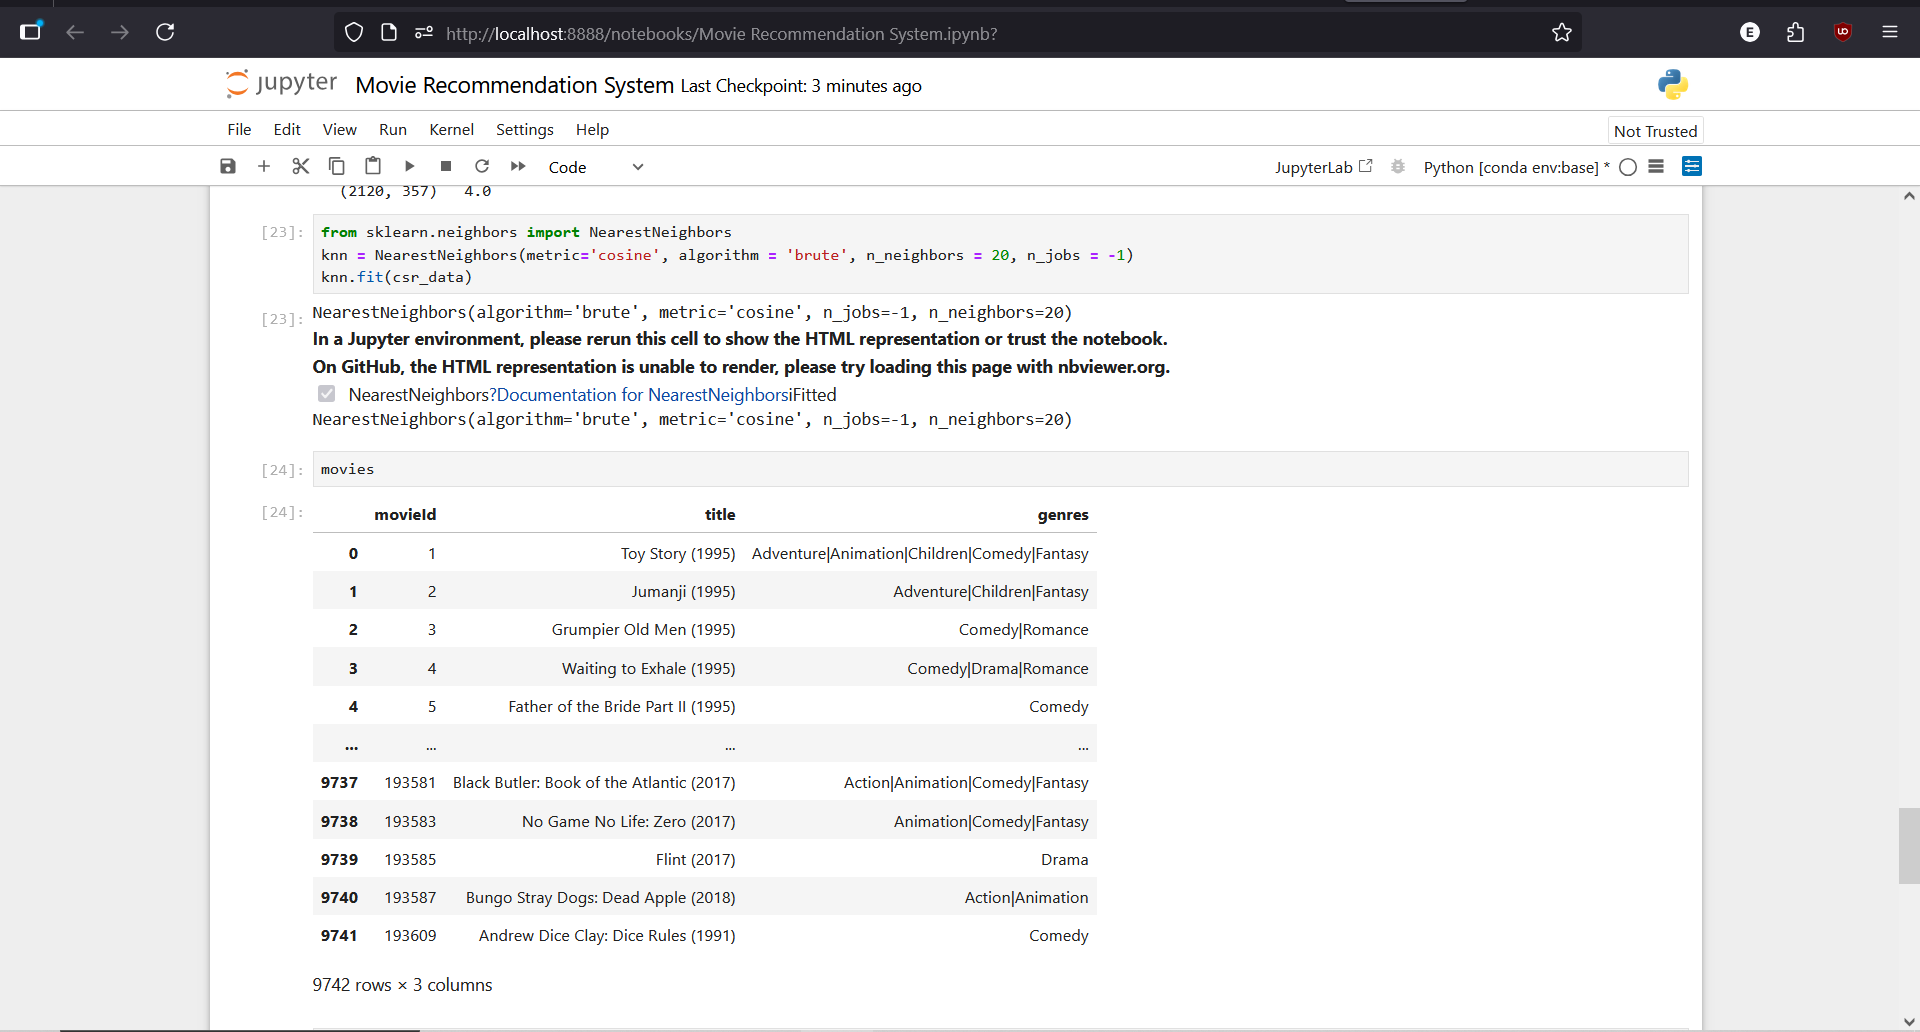 http://localhost:8888/notebooks/Movie Recommendation System.ipynb?
E
jupyter Movie Recommendation System Last Checkpoint: 3 minutes ago
File Edit View Run Kernel Settings Help Not Trusted
Code JupyterLab Python [conda env:base] *
(2120, 357) 4.0
[23]: from sklearn.neighbors import NearestNeighbors
knn = NearestNeighbors(metric='cosine', algorithm = 'brute', n_neighbors = 20, n_jobs = -1)
knn.fit(csr_data)
[23]: NearestNeighbors(algorithm='brute', metric='cosine', n_jobs=-1, n_neighbors=20)
In a Jupyter environment, please rerun this cell to show the HTML representation or trust the notebook.
On GitHub, the HTML representation is unable to render, please try loading this page with nbviewer.org.
NearestNeighbors?Documentation for NearestNeighborsiFitted
NearestNeighbors(algorithm='brute', metric='cosine', n_jobs=-1, n_neighbors=20)
[24]: movies
[24]: movieId title genres
0 1 Toy Story (1995) Adventure|Animation|Children|Comedy|Fantasy
1 2 Jumanji (1995) Adventure|Children|Fantasy
2 3 Grumpier Old Men (1995) Comedy|Romance
3 4 Waiting to Exhale (1995) Comedy|Drama|Romance
4 5 Father of the Bride Part II (1995) Comedy
... ... ... ...
9737 193581 Black Butler: Book of the Atlantic (2017) Action|Animation|Comedy|Fantasy
9738 193583 No Game No Life: Zero (2017) Animation|Comedy|Fantasy
9739 193585 Flint (2017) Drama
9740 193587 Bungo Stray Dogs: Dead Apple (2018) Action|Animation
9741 193609 Andrew Dice Clay: Dice Rules (1991) Comedy
9742 rows × 3 columns